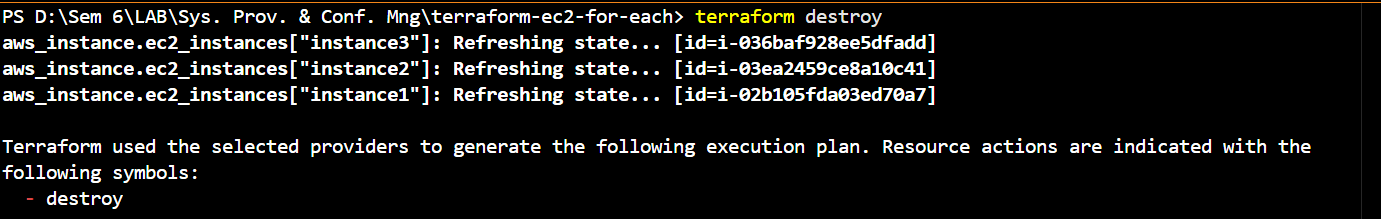 PS D:\Sem 6\LAB\Sys. Prov. & Conf. Mng\terraform-ec2-for-each> terraform destroy
aws_instance.ec2_instances["instance3"]: Refreshing state... [id=i-036baf928ee5dfadd]
aws_instance.ec2_instances["instance2"]: Refreshing state... [id=i-03ea2459ce8a10c41]
aws_instance.ec2_instances["instance1"]: Refreshing state... [id=i-02b105fda03ed70a7]
Terraform used the selected providers to generate the following execution plan. Resource actions are indicated with the
following symbols:
- destroy